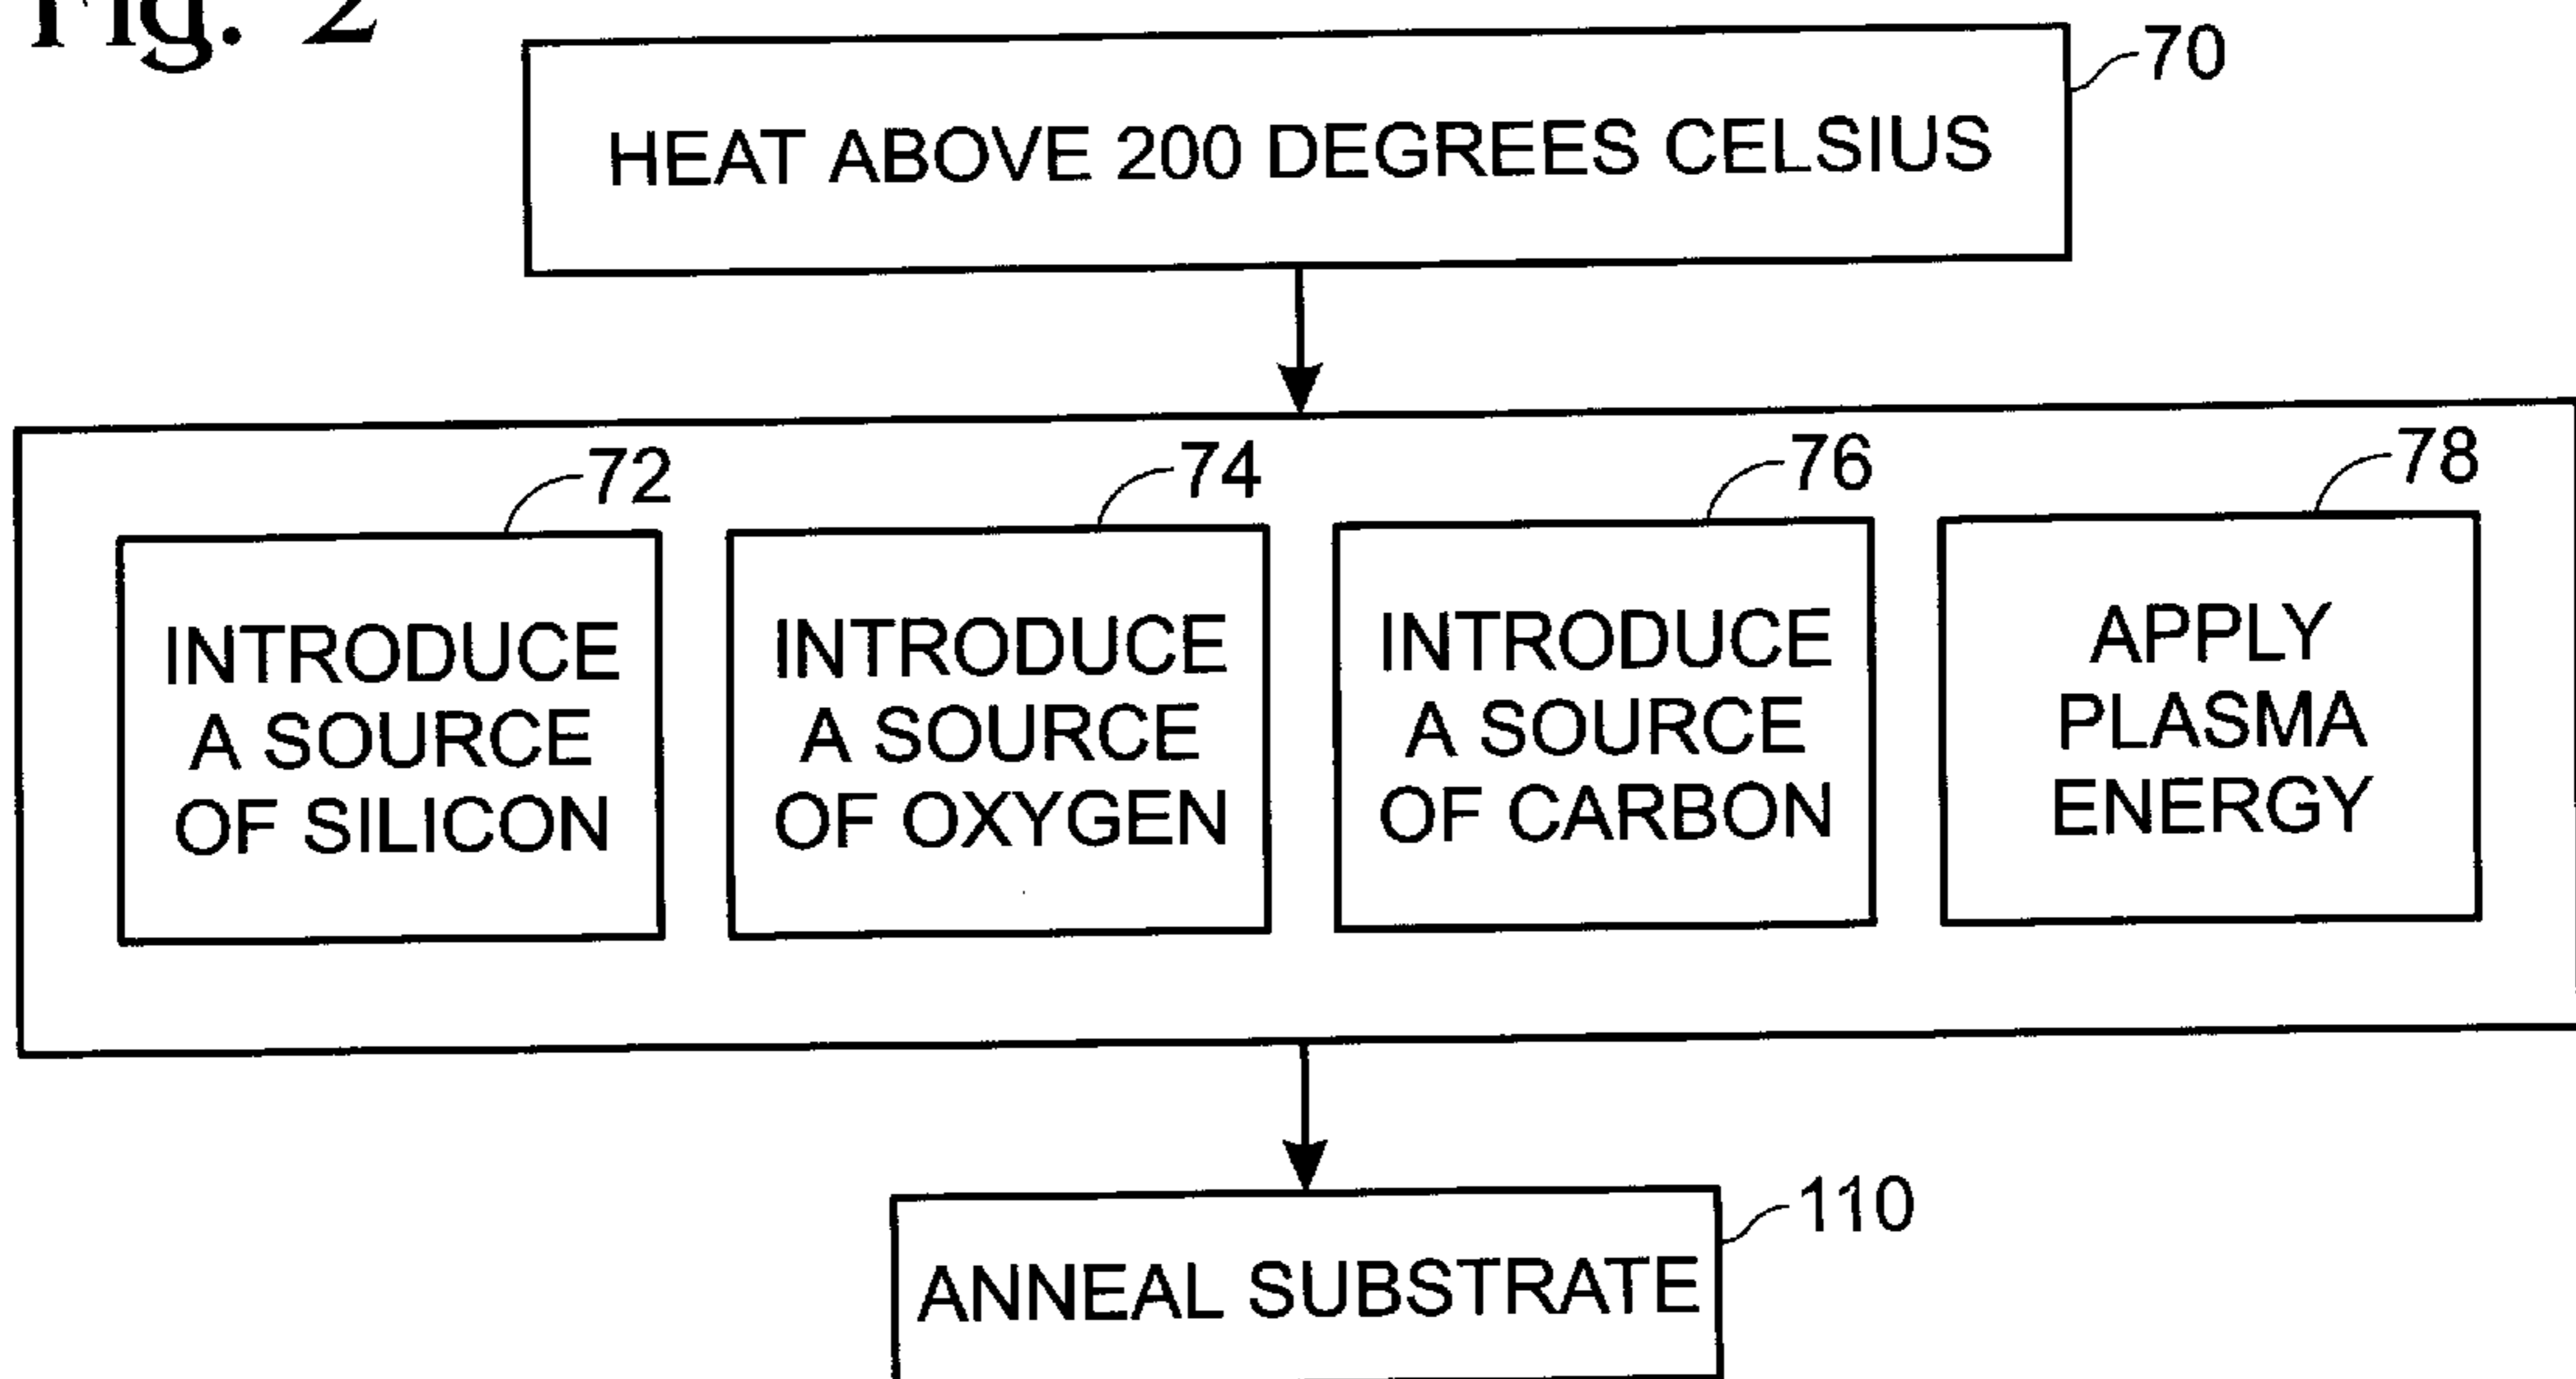 Fig. 2
70
HEAT ABOVE 200 DEGREES CELSIUS
72
74
76
78
INTRODUCE
A SOURCE
OF SILICON
INTRODUCE
A SOURCE
OF OXYGEN
INTRODUCE
A SOURCE
OF CARBON
APPLY
PLASMA
ENERGY
110
ANNEAL SUBSTRATE